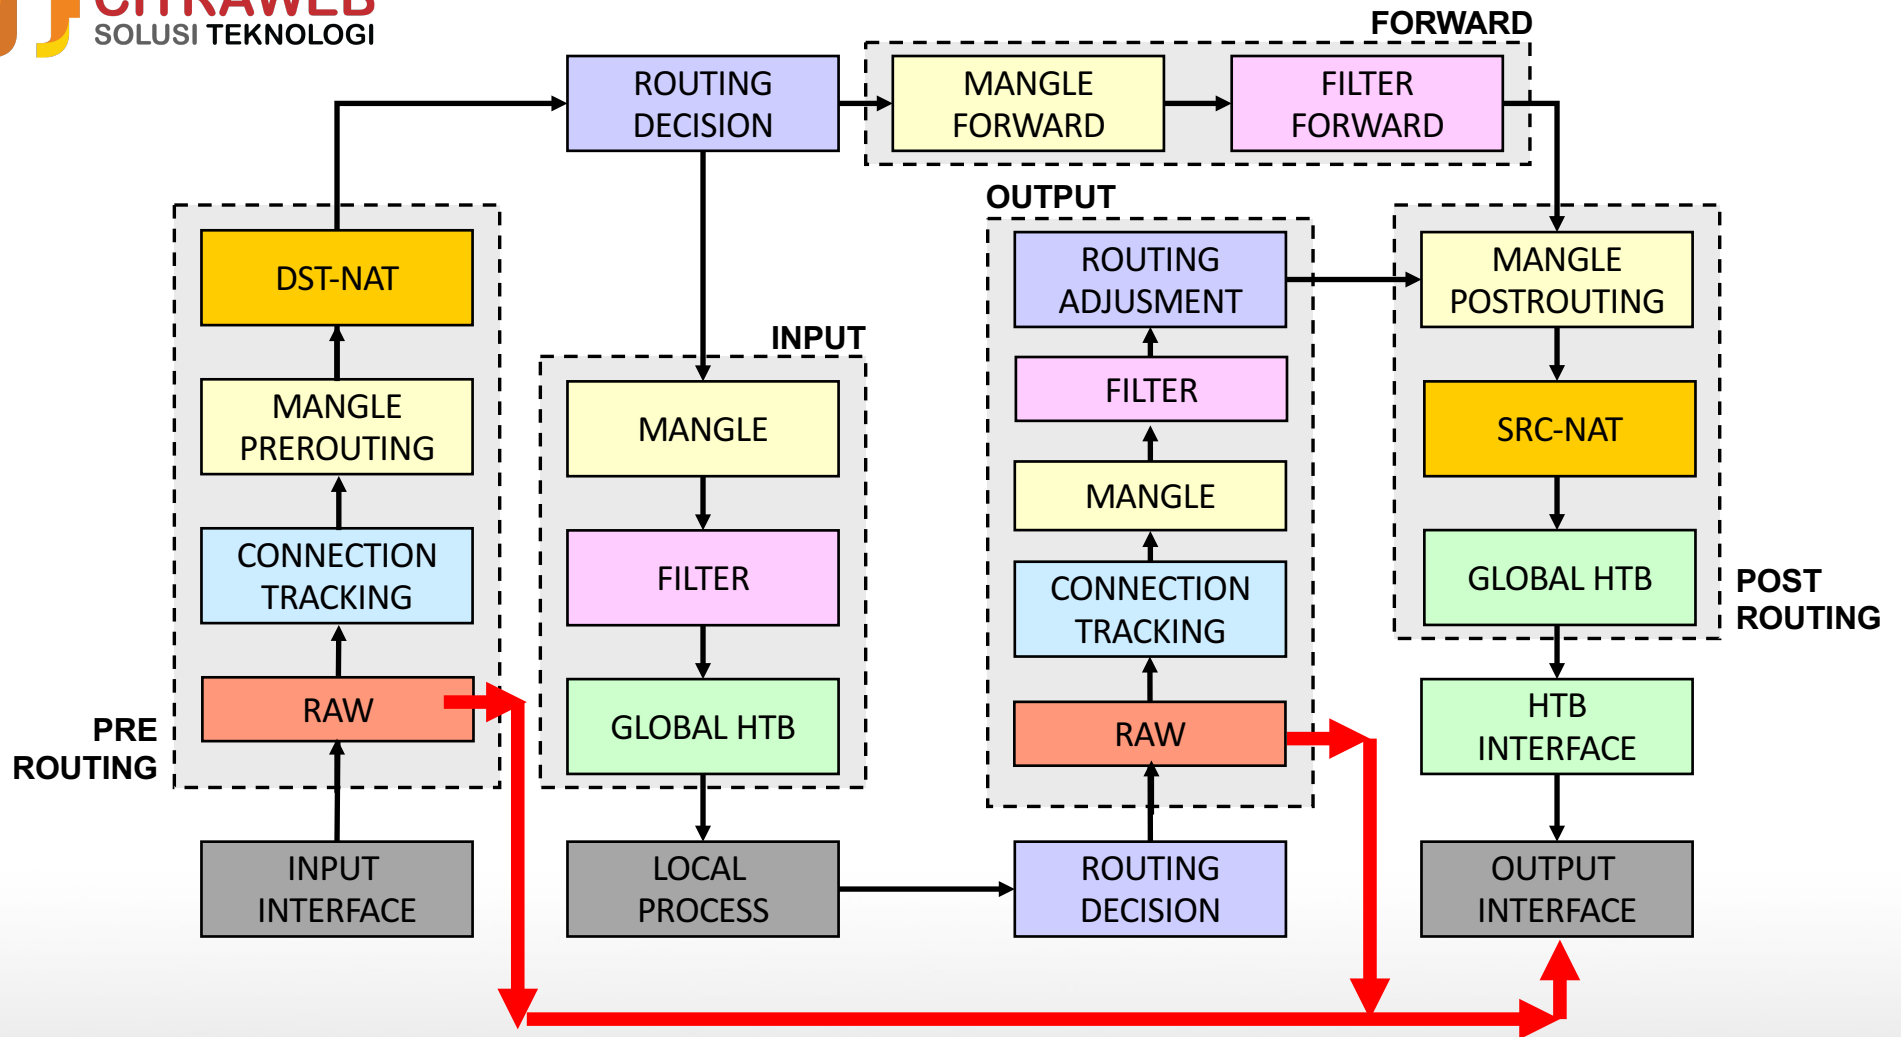 CITRAWEB
SOLUSI TEKNOLOGI
FORWARD
ROUTING
DECISION
MANGLE
FORWARD
FILTER
FORWARD
OUTPUT
DST-NAT
ROUTING
ADJUSMENT
MANGLE
POSTROUTING
INPUT
MANGLE
PREROUTING
MANGLE
FILTER
SRC-NAT
MANGLE
CONNECTION
TRACKING
FILTER
CONNECTION
TRACKING
GLOBAL HTB
POST
ROUTING
PRE
ROUTING
RAW
GLOBAL HTB
RAW
HTB
INTERFACE
INPUT
INTERFACE
LOCAL
PROCESS
ROUTING
DECISION
OUTPUT
INTERFACE